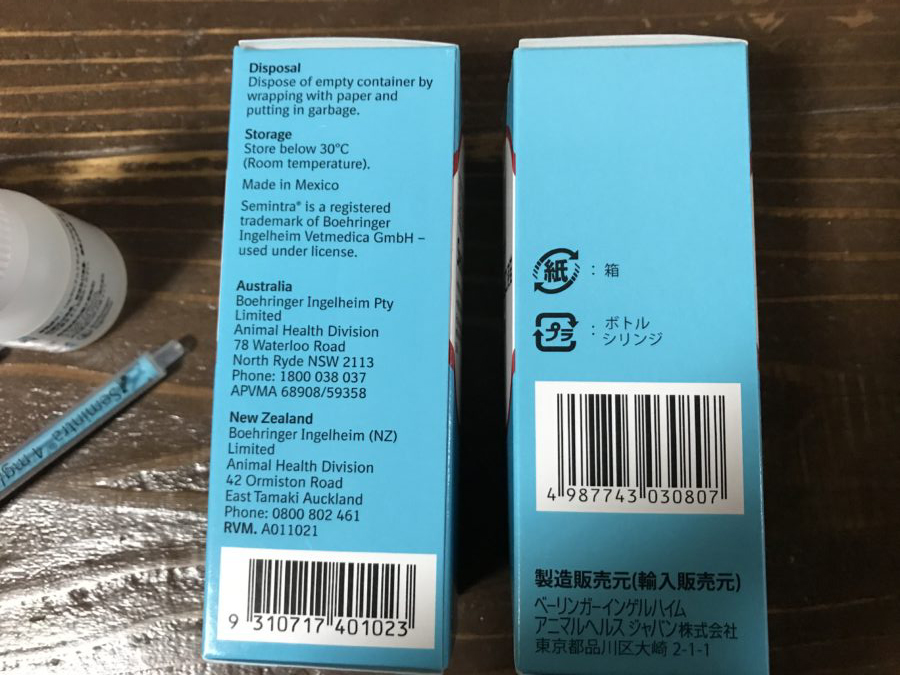 Disposal
Dispose of empty container by
wrapping with paper and
putting in garbage.
Storage
Store below 30°C
(Room temperature).
Made in Mexico
Semintra® is a registered
trademark of Boehringer
Ingelheim Vetmedica GmbH –
used under license.
Australia
Boehringer Ingelheim Pty
Limited
Animal Health Division
78 Waterloo Road
North Ryde NSW 2113
Phone: 1800 038 037
APVMA 68908/59358
New Zealand
Boehringer Ingelheim (NZ)
Limited
Animal Health Division
42 Ormiston Road
East Tamaki Auckland
Phone: 0800 802 461
RVM. A011021
9 310717 401023
紙 : 箱
プラ : ボトル
シリンジ
4 987743 030807
製造販売元(輸入販売元)
ベーリンガーインゲルハイム
アニマルヘルス ジャパン株式会社
東京都品川区大崎 2-1-1
Semintra® 4 mg/